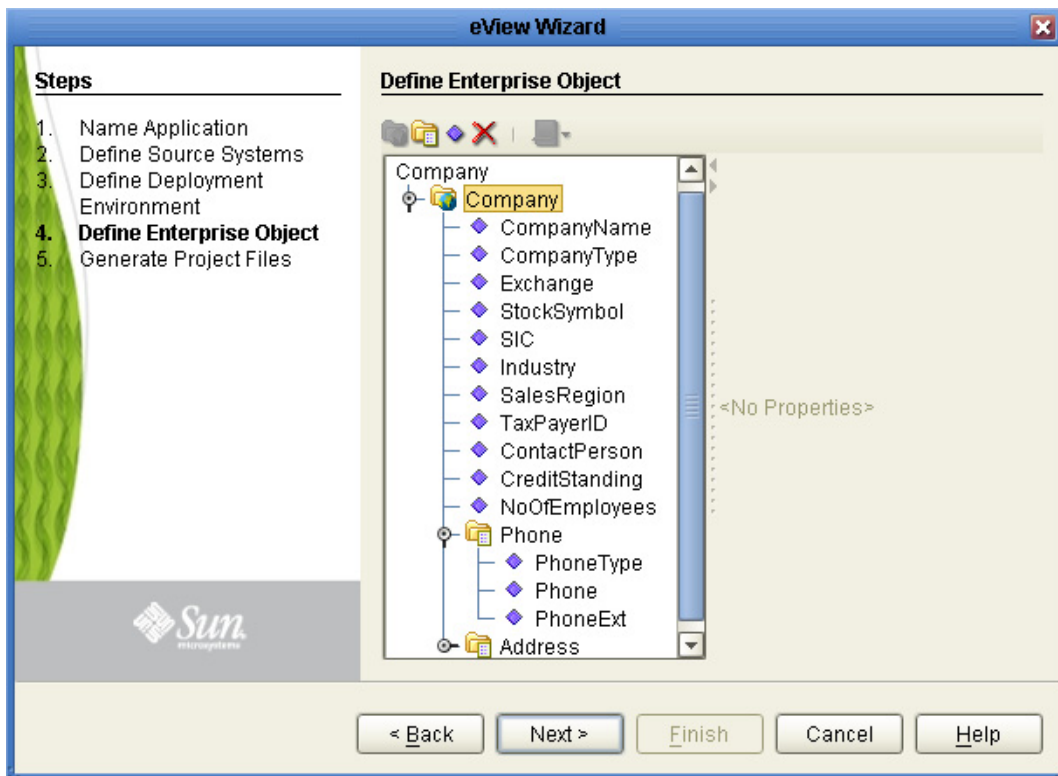 eView Wizard
Steps
1. Name Application
2. Define Source Systems
3. Define Deployment
Environment
4. Define Enterprise Object
5. Generate Project Files
Sun
microsystems
Define Enterprise Object
Company
Company
CompanyName
CompanyType
Exchange
StockSymbol
SIC
Industry
SalesRegion
TaxPayerID
ContactPerson
CreditStanding
NoOfEmployees
Phone
PhoneType
Phone
PhoneExt
Address
<No Properties>
< Back
Next >
Finish
Cancel
Help